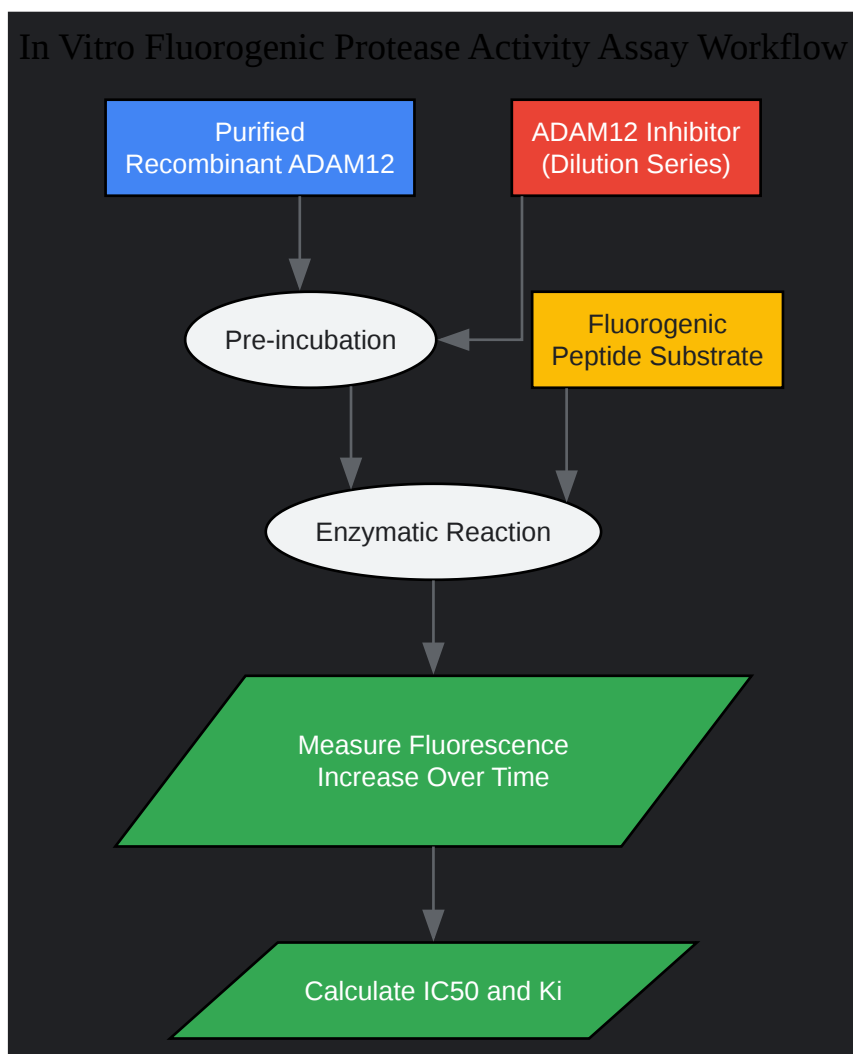 In Vitro Fluorogenic Protease Activity Assay Workflow
Purified
Recombinant ADAM12
ADAM12 Inhibitor
(Dilution Series)
Pre-incubation
Fluorogenic
Peptide Substrate
Enzymatic Reaction
Measure Fluorescence
Increase Over Time
Calculate IC50 and Ki